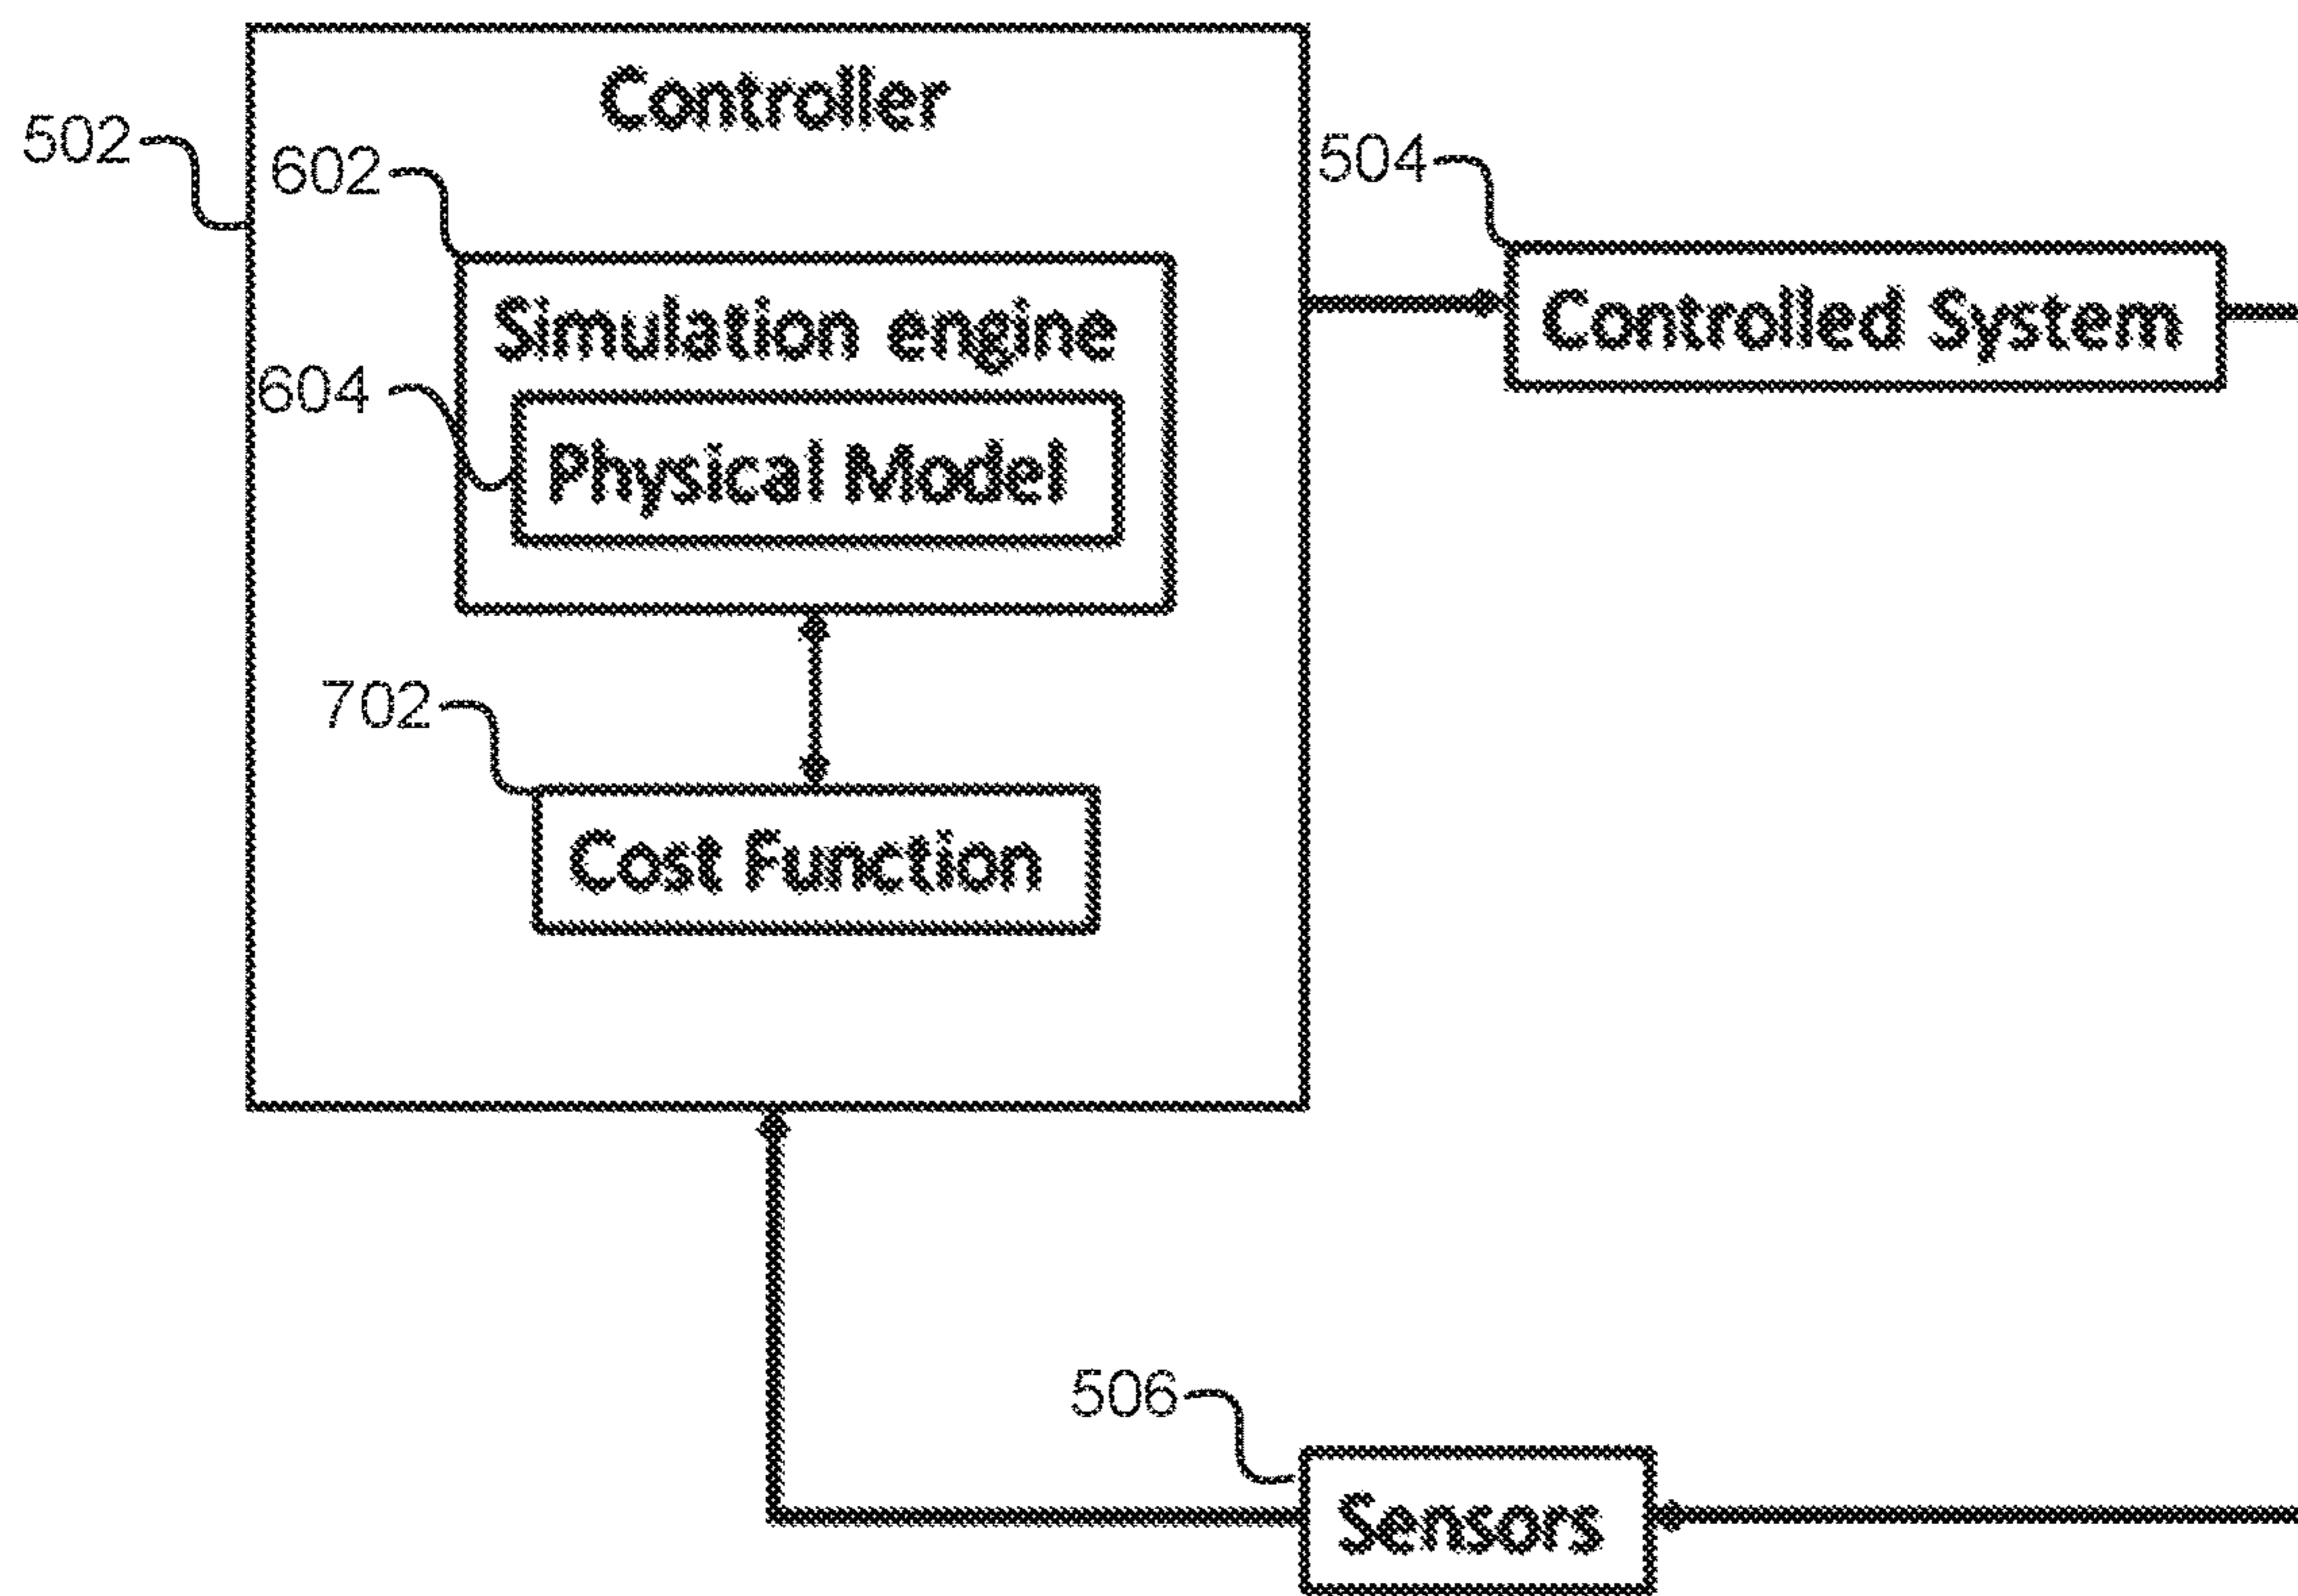 Controller
502
602
504
Simulation engine
Controlled System
604
Physical Model
702
Cost Function
506
Sensors